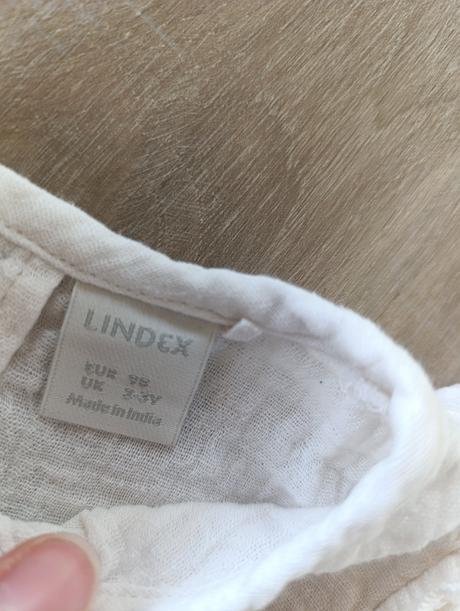 LINDEX
EUR 98
UK 2-3Y
Made in India